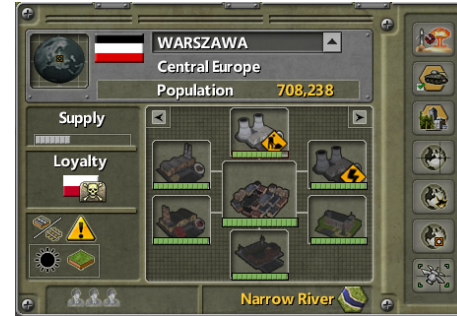 WARSZAWA
Central Europe
Population 708,238
Supply
Loyalty
Narrow River